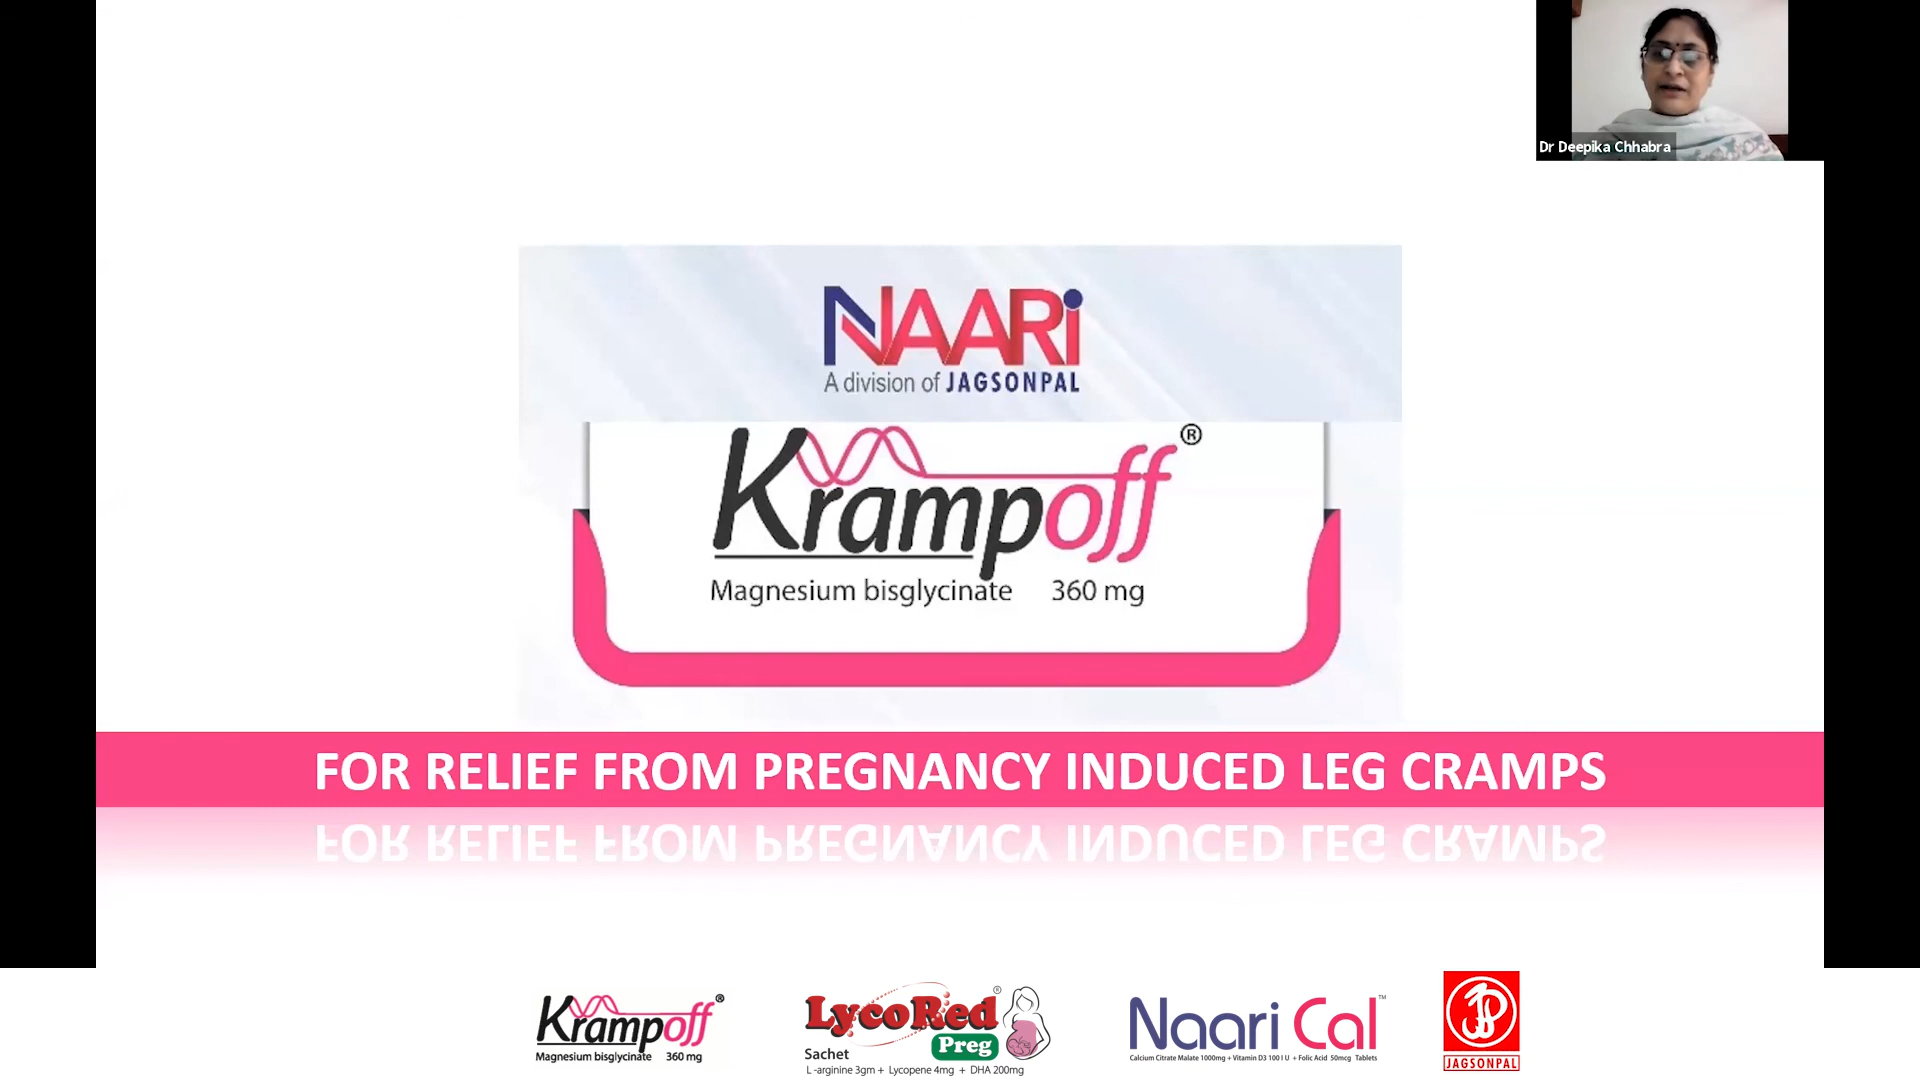 Dr Deepika Chhabra
NAARi
A division of JAGSONPAL
Krampoff®
Magnesium bisglycinate 360 mg
FOR RELIEF FROM PREGNANCY INDUCED LEG CRAMPS
FOR RELIEF FROM PREGNANCY INDUCED LEG CRAMPS
Krampoff®
Magnesium bisglycinate 360 mg
LycoRed®
Preg
Sachet
L-arginine 3gm + Lycopene 4mg + DHA 200mg
Naari Cal™
Calcium Citrate Malate 1000mg + Vitamin D3 100 I U + Folic Acid 50mcg Tablets
JAGSONPAL